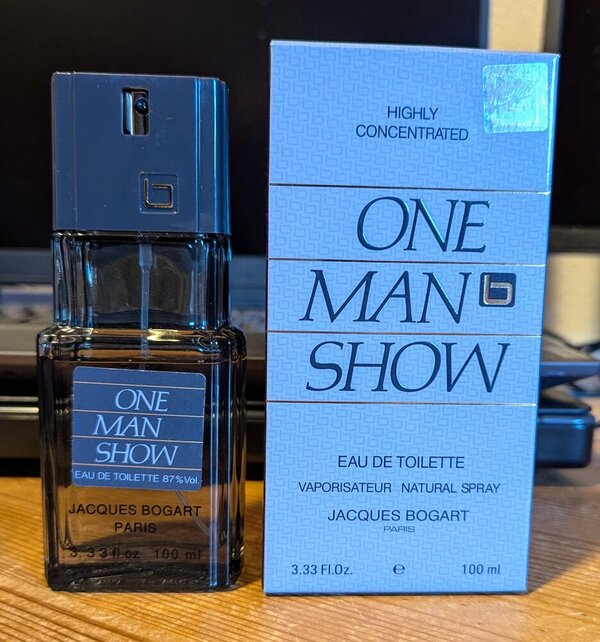 b
ONE
MAN
SHOW
EAU DE TOILETTE 87%Vol.
JACQUES BOGART
PARIS
3.33 fl.oz 100 ml
HIGHLY
CONCENTRATED
ONE
MAN b
SHOW
EAU DE TOILETTE
VAPORISATEUR NATURAL SPRAY
JACQUES BOGART
PARIS
3.33 Fl.Oz. e 100 ml